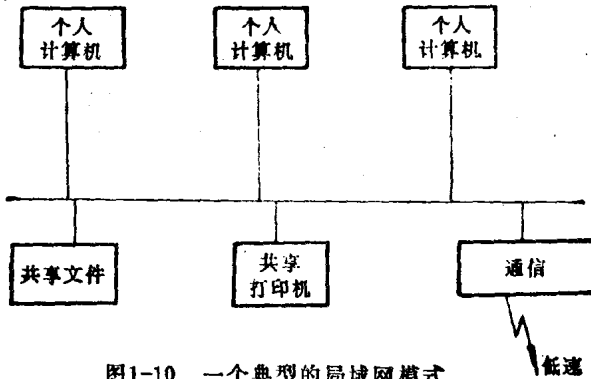 个人
计算机
个人
计算机
个人
计算机
共享文件
共享
打印机
通信
低速
图1-10 一个典型的局域网模式